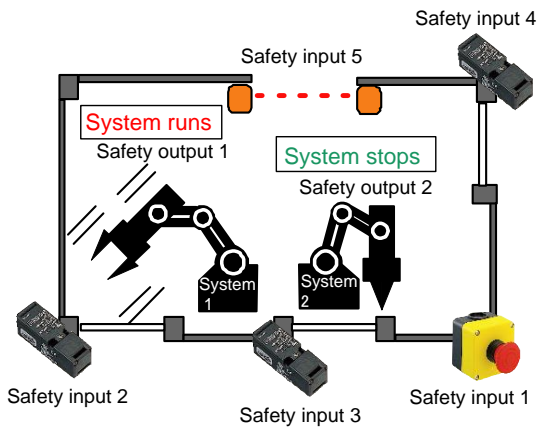 Safety input 4
Safety input 5
System runs
Safety output 1
System stops
Safety output 2
System
1
System
2
Safety input 2
Safety input 3
Safety input 1